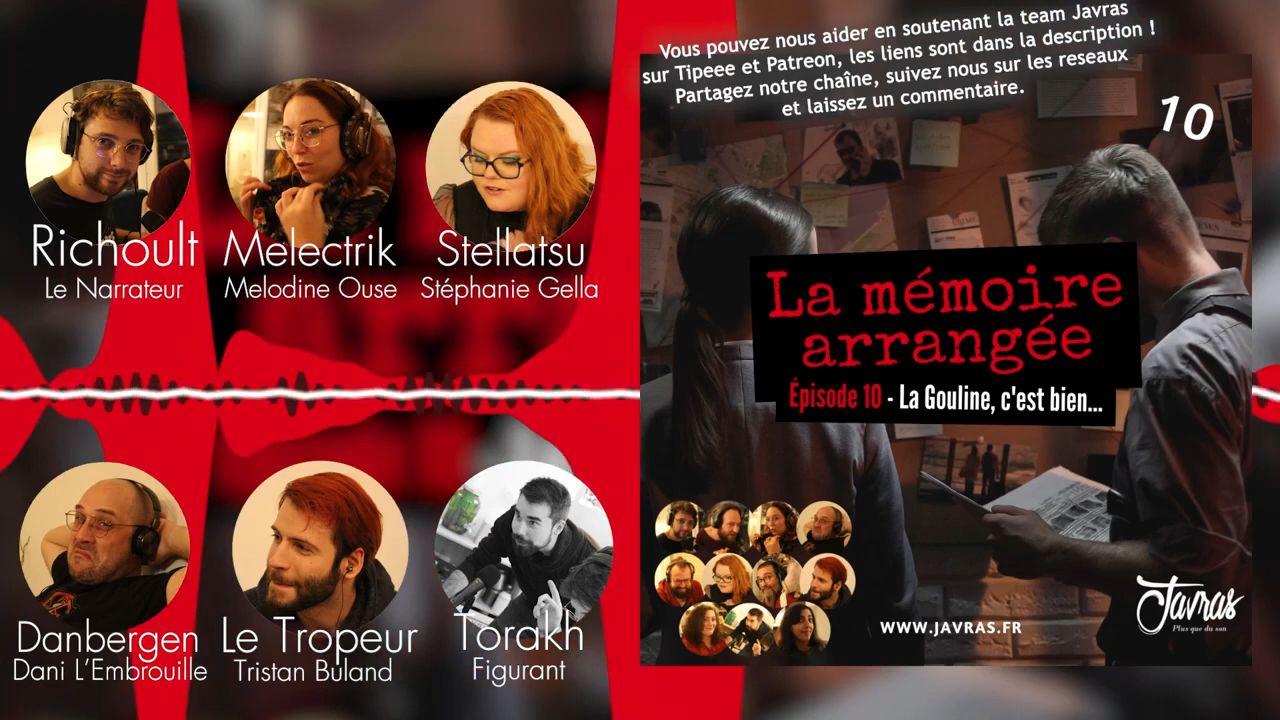 Richoult
Le Narrateur
Melectrik
Melodine Ouse
Stellatsu
Stéphanie Gella
Danbergen
Dani L'Embrouille
Le Tropeur
Tristan Buland
Torakh
Figurant
Vous pouvez nous aider en soutenant la team Javras
sur Tipeee et Patreon, les liens sont dans la description !
Partagez notre chaîne, suivez nous sur les reseaux
et laissez un commentaire.
10
La mémoire
arrangée
Épisode 10 - La Gouline, c'est bien...
WWW.JAVRAS.FR
Javras
Plus que du son